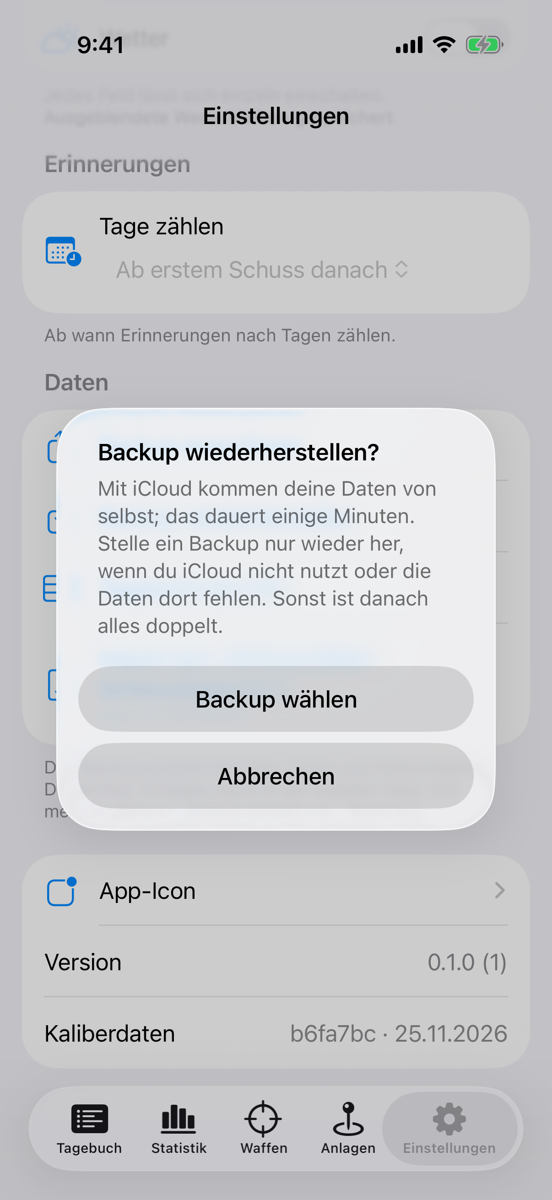 9:41
Einstellungen
Erinnerungen
Tage zählen
Ab erstem Schuss danach
Ab wann Erinnerungen nach Tagen zählen.
Daten
Backup wiederherstellen?
Mit iCloud kommen deine Daten von
selbst; das dauert einige Minuten.
Stelle ein Backup nur wieder her,
wenn du iCloud nicht nutzt oder die
Daten dort fehlen. Sonst ist danach
alles doppelt.
Backup wählen
Abbrechen
App-Icon
Version 0.1.0 (1)
Kaliberdaten b6fa7bc · 25.11.2026
Tagebuch Statistik Waffen Anlagen Einstellungen